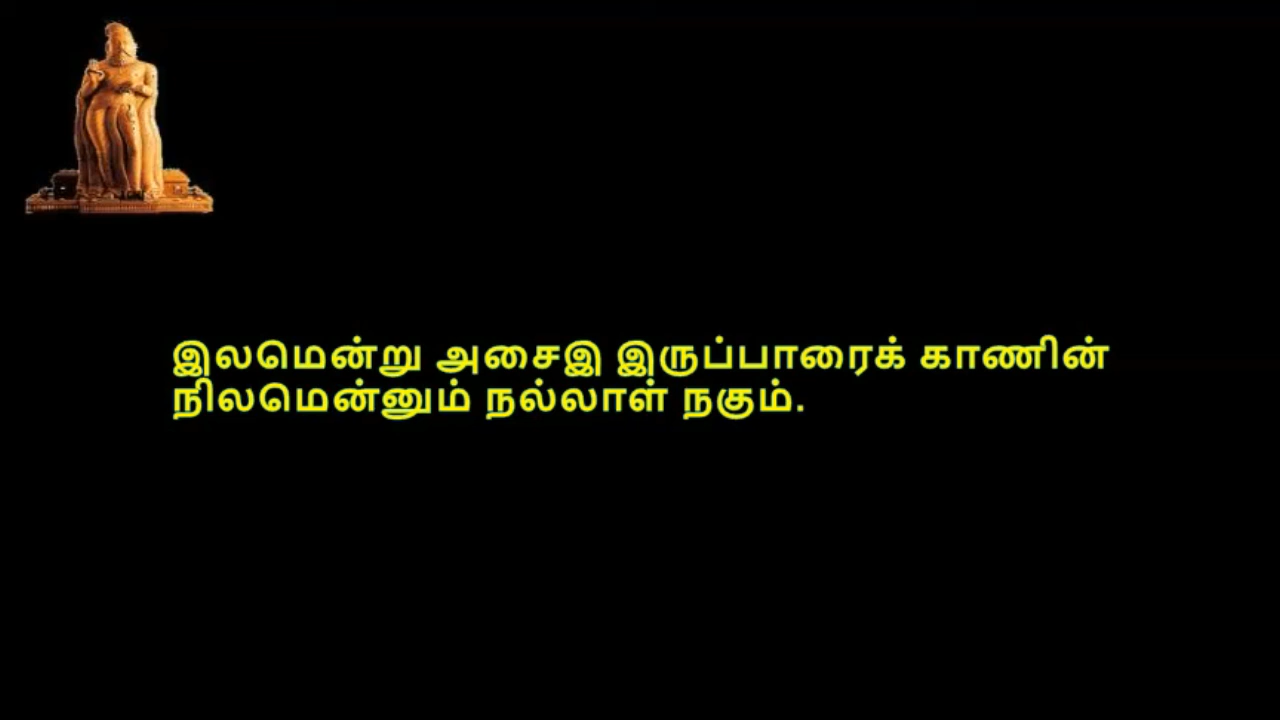 இலமென்று அசைஇ இருப்பாரைக் காணின்
நிலமென்னும் நல்லாள் நகும்.